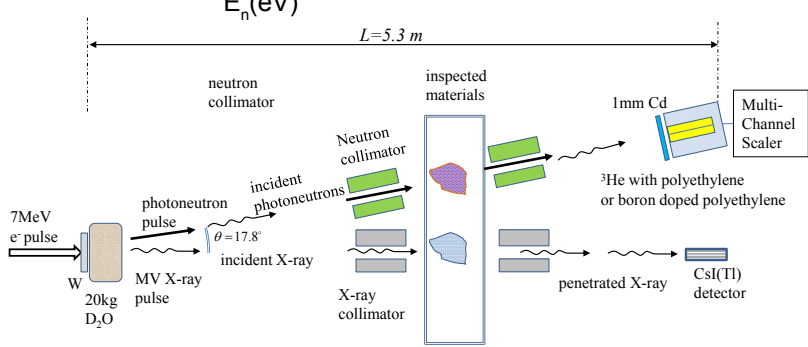 Eₙ(eV)
L=5.3 m
neutron
collimator
inspected
materials
1mm Cd
Multi-
Channel
Scaler
Neutron
collimator
incident
photoneutrons
³He with polyethylene
or boron doped polyethylene
7MeV
e⁻ pulse
photoneutron
pulse
θ=17.8°
incident X-ray
W
20kg
D₂O
MV X-ray
pulse
X-ray
collimator
penetrated X-ray
CsI(Tl)
detector